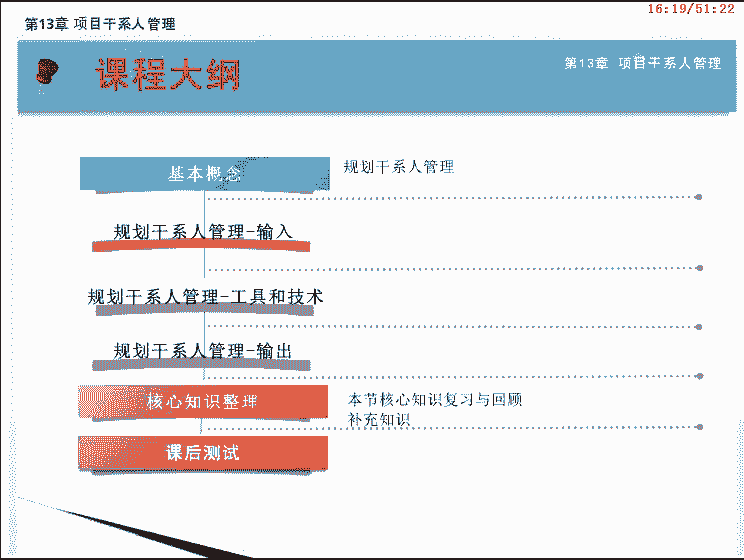 16:19/51:22
第13章 项目干系人管理
课程大纲
第13章 项目干系人管理
基本概念
规划干系人管理
规划干系人管理-输入
规划干系人管理-工具和技术
规划干系人管理-输出
核心知识整理
本节核心知识复习与回顾
补充知识
课后测试